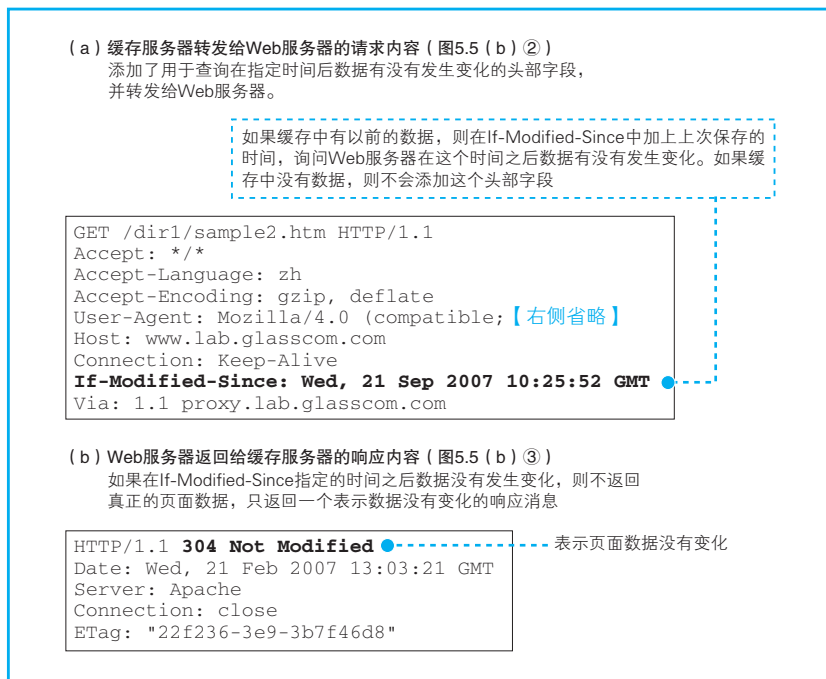 (a)缓存服务器转发给Web服务器的请求内容(图5.5(b)②)
添加了用于查询在指定时间后数据有没有发生变化的头部字段,
并转发给Web服务器。
如果缓存中有以前的数据,则在If-Modified-Since中加上上次保存的
时间,询问Web服务器在这个时间之后数据有没有发生变化。如果缓
存中没有数据,则不会添加这个头部字段
GET /dir1/sample2.htm HTTP/1.1
Accept: */*
Accept-Language: zh
Accept-Encoding: gzip, deflate
User-Agent: Mozilla/4.0 (compatible;【右侧省略】
Host: www.lab.glasscom.com
Connection: Keep-Alive
If-Modified-Since: Wed, 21 Sep 2007 10:25:52 GMT
Via: 1.1 proxy.lab.glasscom.com
(b)Web服务器返回给缓存服务器的响应内容(图5.5(b)③)
如果在If-Modified-Since指定的时间之后数据没有发生变化,则不返回
真正的页面数据,只返回一个表示数据没有变化的响应消息
HTTP/1.1 304 Not Modified
表示页面数据没有变化
Date: Wed, 21 Feb 2007 13:03:21 GMT
Server: Apache
Connection: close
ETag: "22f236-3e9-3b7f46d8"